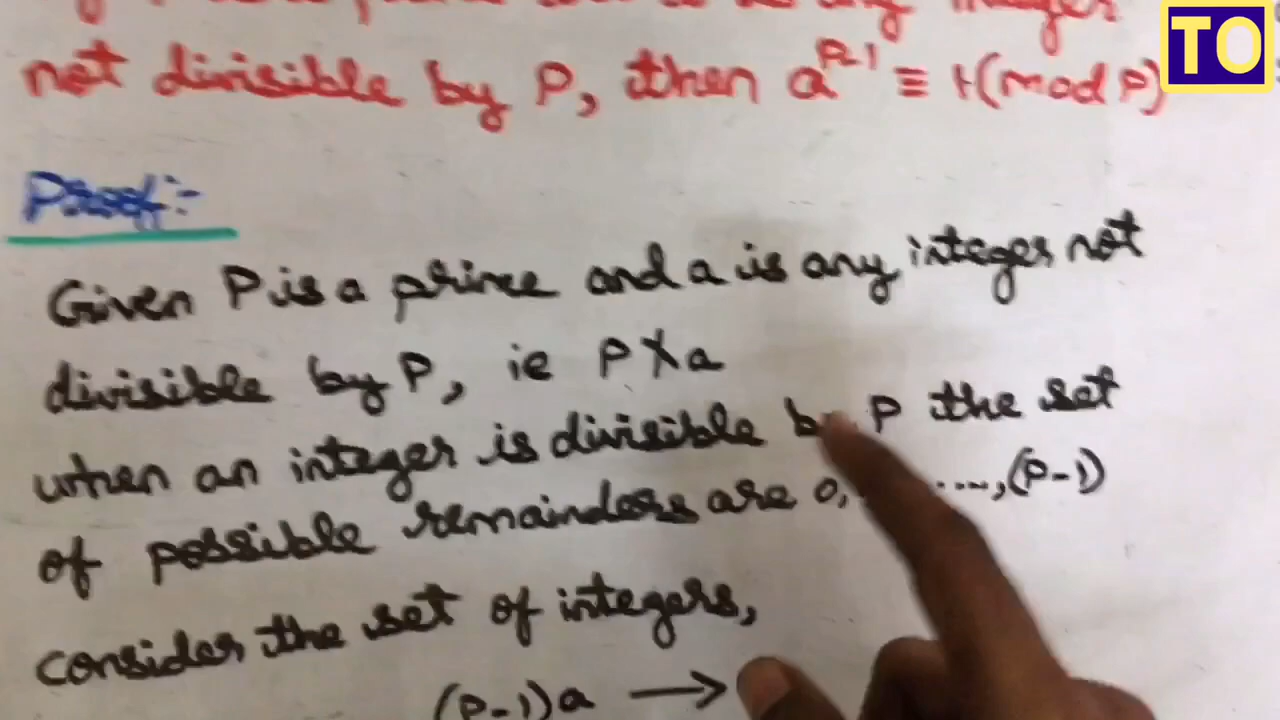 any integer
TO
not divisible by P, then a^{P-1} ≡ 1 (mod P)
Proof:-
Given P is a prime and a is any integer not
divisible by P, ie P∤a
when an integer is divisible by P the set
of possible remainders are 0, ....,(P-1)
consider the set of integers,
(P-1)a →